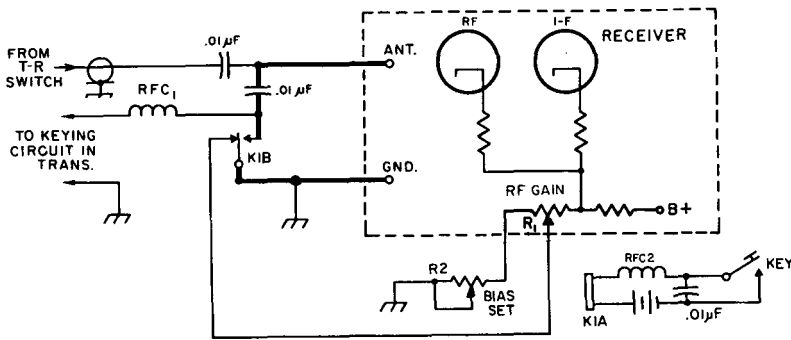 RF
I-F
RECEIVER
.01µF
ANT.
FROM
T-R
SWITCH
RFC1
.01µF
TO KEYING
CIRCUIT IN
TRANS.
K1B
GND.
RF GAIN
R1
B+
R2
BIAS
SET
RFC2
KEY
K1A
.01µF